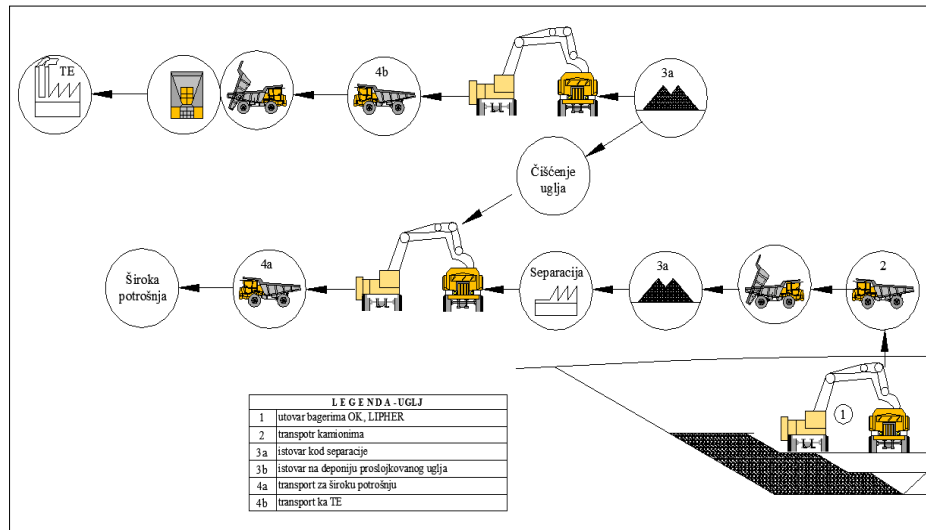 TE
4b
3a
Čišćenje
uglja
Široka
potrošnja
4a
Separacija
3a
2
1
LEGENDA -UGLJ
1 utovar bagerima OK, LIPHER
2 transpotr kamionima
3a istovar kod separacije
3b istovar na deponiju proslojkovanog uglja
4a transport za široku potrošnju
4b transport ka TE